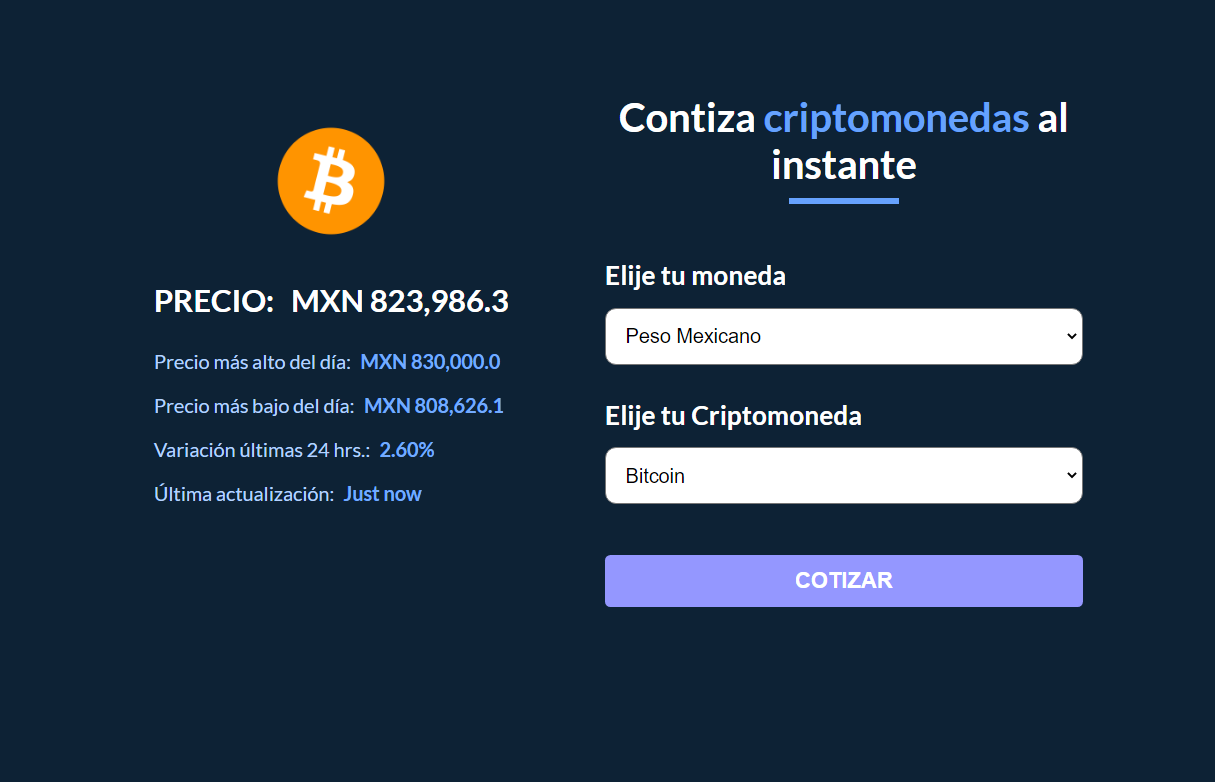 PRECIO: MXN 823,986.3
Precio más alto del día: MXN 830,000.0
Precio más bajo del día: MXN 808,626.1
Variación últimas 24 hrs.: 2.60%
Última actualización: Just now
Contiza criptomonedas al
instante
Elije tu moneda
Peso Mexicano
Elije tu Criptomoneda
Bitcoin
COTIZAR